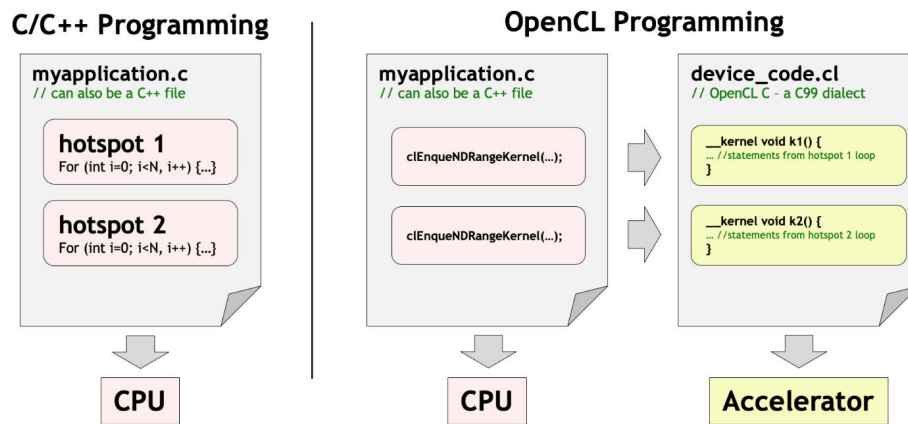 C/C++ Programming
myapplication.c
// can also be a C++ file
hotspot 1
For (int i=0; i<N, i++) {…}
hotspot 2
For (int i=0; i<N, i++) {…}
CPU
OpenCL Programming
myapplication.c
// can also be a C++ file
clEnqueNDRangeKernel(…);
clEnqueNDRangeKernel(…);
CPU
device_code.cl
// OpenCL C – a C99 dialect
__kernel void k1() {
… //statements from hotspot 1 loop
}
__kernel void k2() {
… //statements from hotspot 2 loop
}
Accelerator